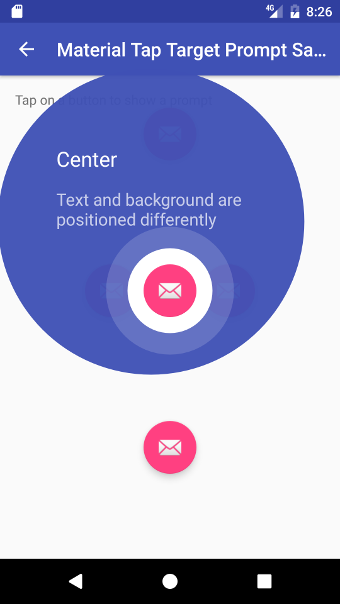 4G 8:26
Material Tap Target Prompt Sa...
Tap on a button to show a prompt
Center
Text and background are
positioned differently